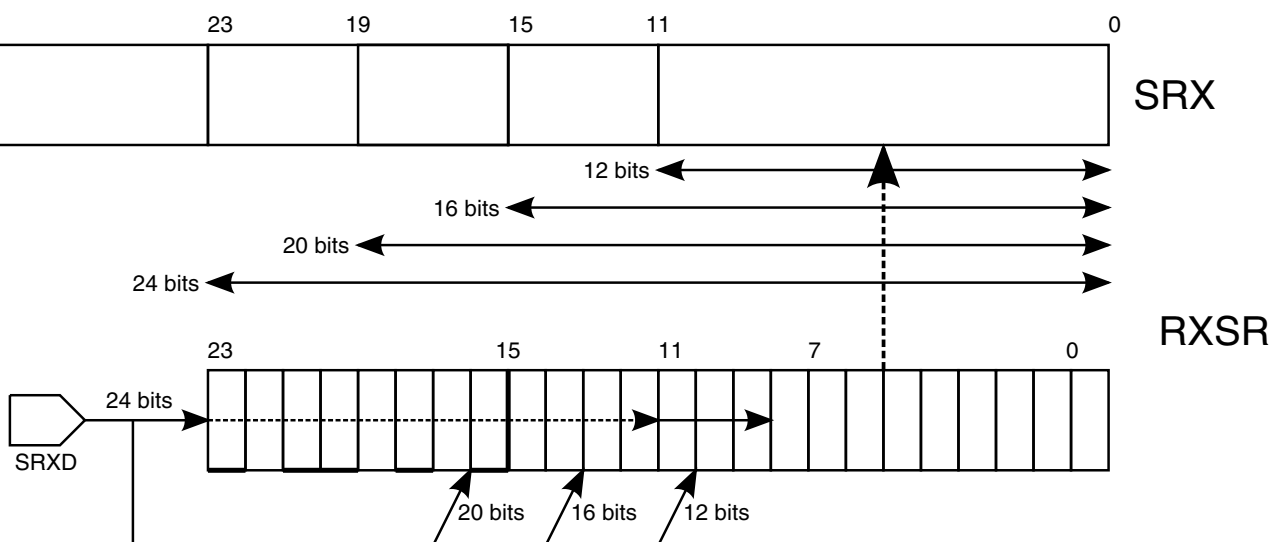 23 19 15 11 0
SRX
12 bits
16 bits
20 bits
24 bits
RXSR
23 15 11 7 0
24 bits
SRXD
20 bits 16 bits 12 bits